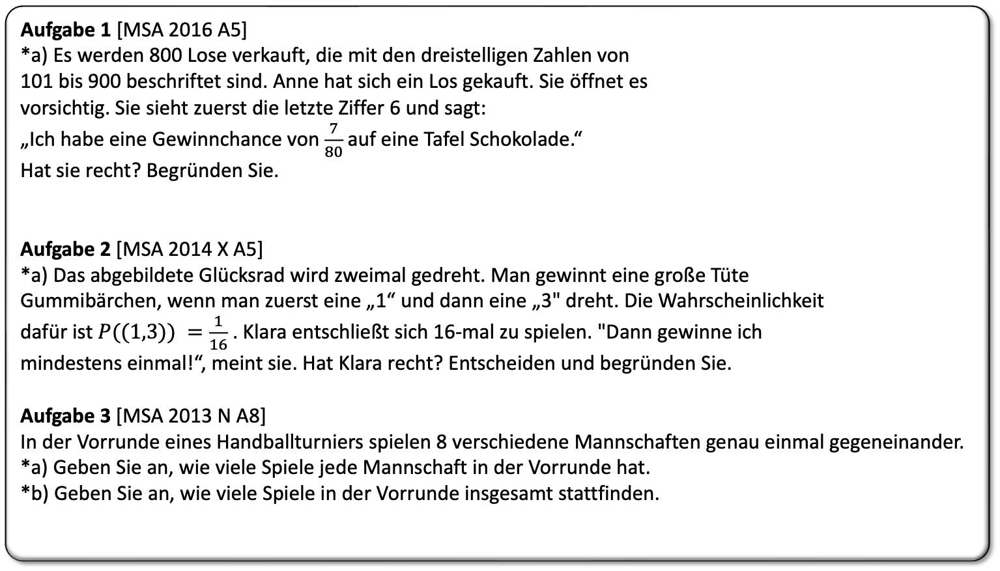 Aufgabe 1 [MSA 2016 A5]
*a) Es werden 800 Lose verkauft, die mit den dreistelligen Zahlen von
101 bis 900 beschriftet sind. Anne hat sich ein Los gekauft. Sie öffnet es
vorsichtig. Sie sieht zuerst die letzte Ziffer 6 und sagt:
„Ich habe eine Gewinnchance von 7/80 auf eine Tafel Schokolade.“
Hat sie recht? Begründen Sie.
Aufgabe 2 [MSA 2014 X A5]
*a) Das abgebildete Glücksrad wird zweimal gedreht. Man gewinnt eine große Tüte
Gummibärchen, wenn man zuerst eine „1“ und dann eine „3" dreht. Die Wahrscheinlichkeit
dafür ist P((1,3)) = 1/16 . Klara entschließt sich 16-mal zu spielen. "Dann gewinne ich
mindestens einmal!“, meint sie. Hat Klara recht? Entscheiden und begründen Sie.
Aufgabe 3 [MSA 2013 N A8]
In der Vorrunde eines Handballturniers spielen 8 verschiedene Mannschaften genau einmal gegeneinander.
*a) Geben Sie an, wie viele Spiele jede Mannschaft in der Vorrunde hat.
*b) Geben Sie an, wie viele Spiele in der Vorrunde insgesamt stattfinden.